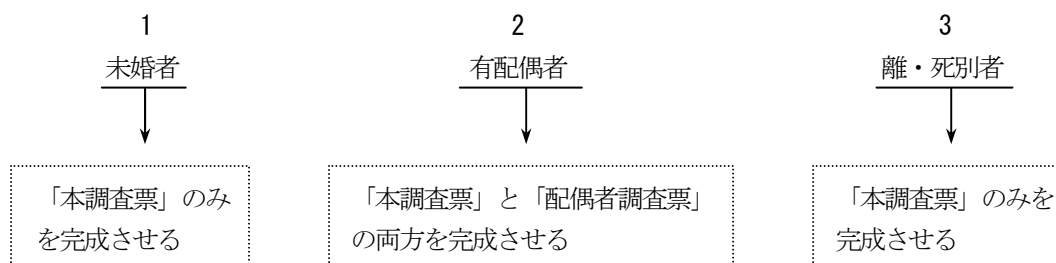 1
2
3
未婚者
有配偶者
離・死別者
「本調査票」のみ
を完成させる
「本調査票」と「配偶者調査票」
の両方を完成させる
「本調査票」のみを
完成させる